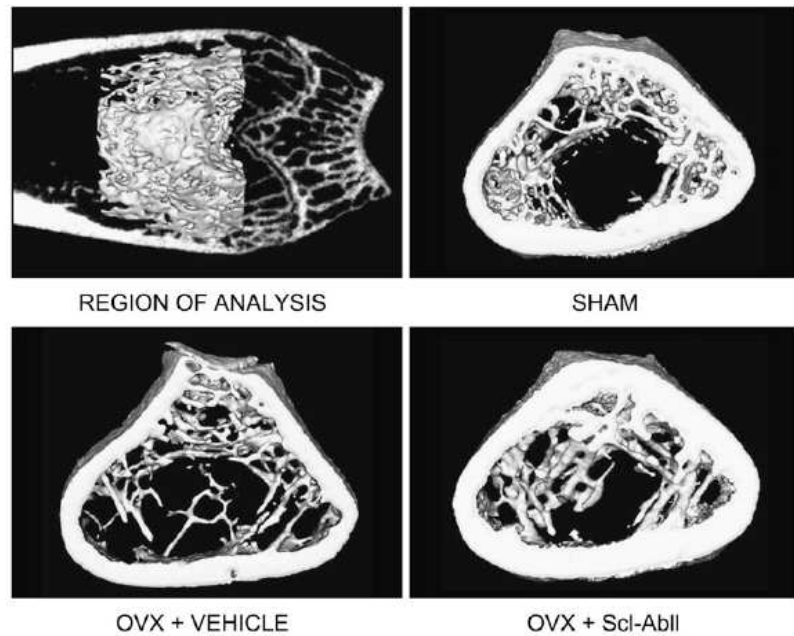 REGION OF ANALYSIS
SHAM
OVX + VEHICLE
OVX + Scl-AbII